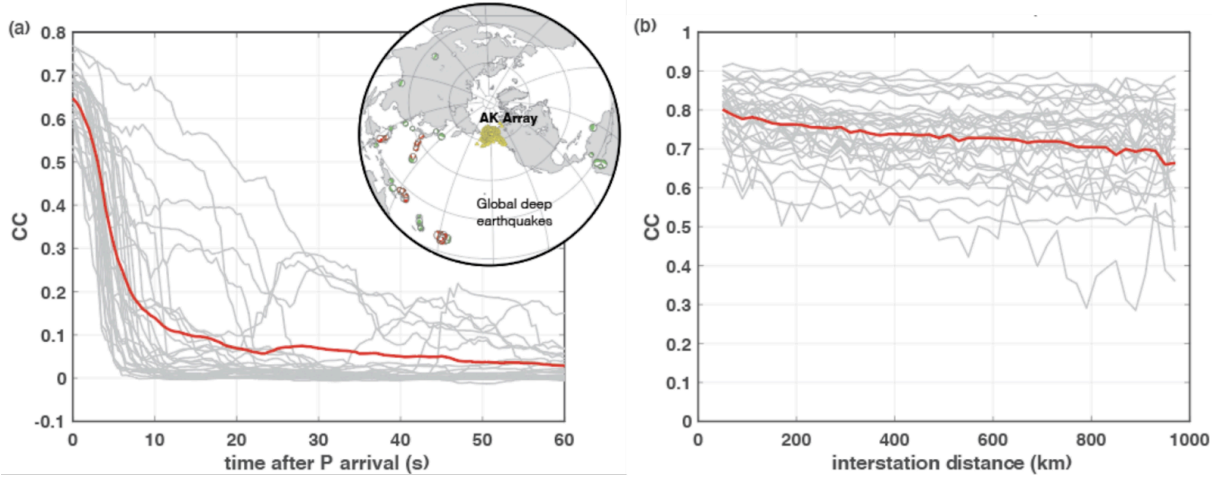 (a)
0.8
0.7
0.6
0.5
0.4
0.3
0.2
0.1
0
-0.1
CC
0 10 20 30 40 50 60
time after P arrival (s)
AK Array
Global deep
earthquakes
(b)
1
0.9
0.8
0.7
0.6
0.5
0.4
0.3
0.2
0.1
0
CC
0 200 400 600 800 1000
interstation distance (km)